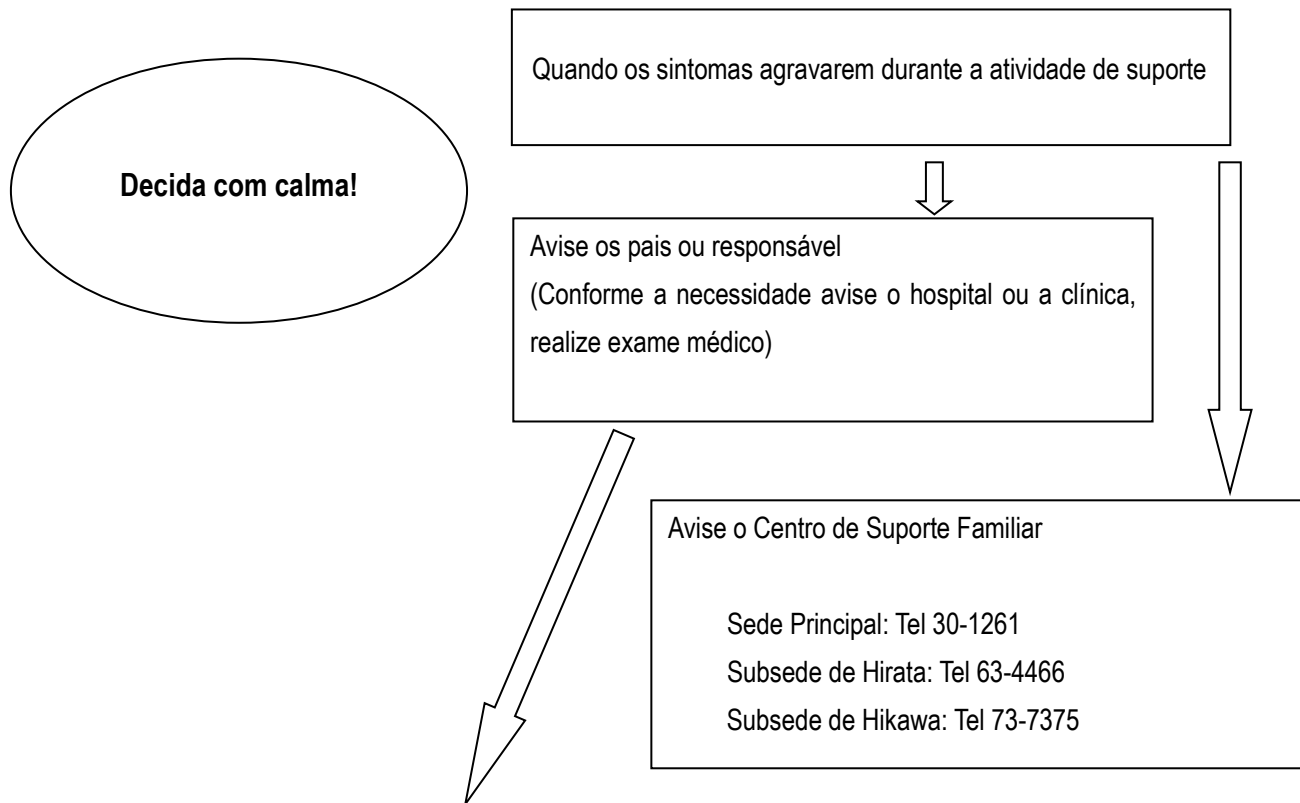 Decida com calma!
Quando os sintomas agravarem durante a atividade de suporte
Avise os pais ou responsável
(Conforme a necessidade avise o hospital ou a clínica,
realize exame médico)
Avise o Centro de Suporte Familiar
Sede Principal: Tel 30-1261
Subsede de Hirata: Tel 63-4466
Subsede de Hikawa: Tel 73-7375